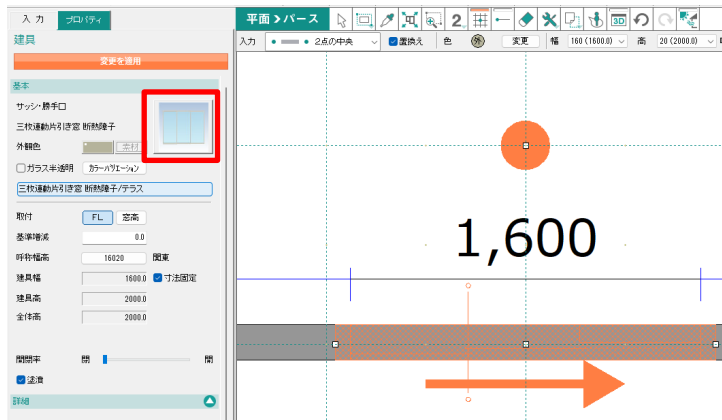 入 力 プロパティ
平面 > パース
2
3D
建具
入力 2点の中央 置換え 色 外 変更 幅 160 (1600.0) 高 20 (2000.0)
変更を適用
基本
サッシ・勝手口
三枚連動片引き窓 断熱障子
外観色 素材
ガラス半透明 カラーバリエーション
三枚連動片引き窓 断熱障子/テラス
取付 FL 窓高
基準増減 0.0
呼称幅高 16020 関東
建具幅 1600.0 寸法固定
建具高 2000.0
全体高 2000.0
開閉率 閉 開
塗潰
詳細
1,600